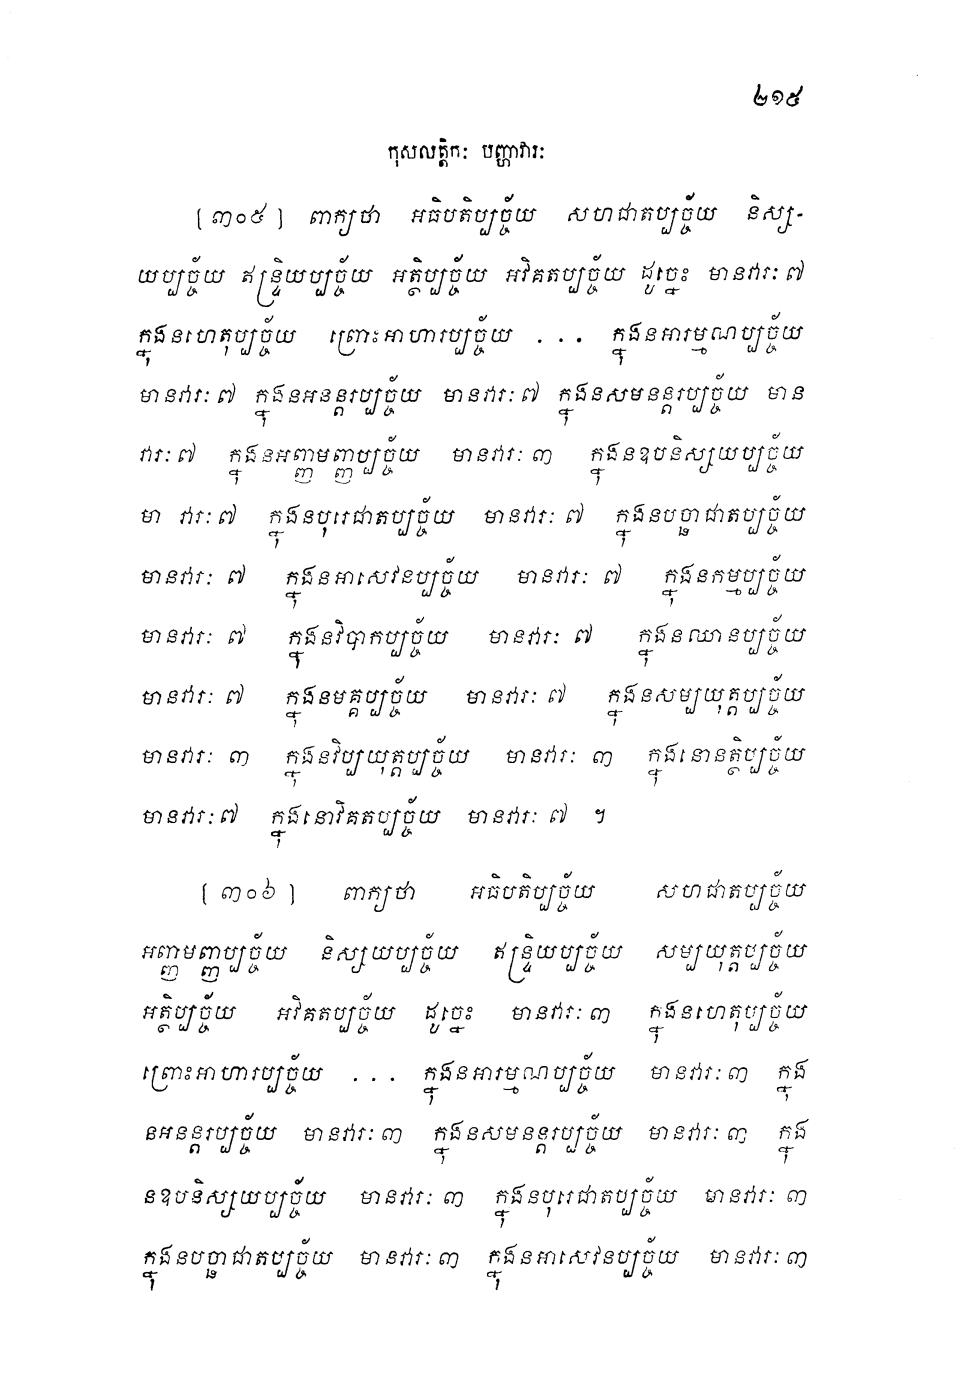 ២១៥
កុសលត្តិកៈ បញ្ហាវារៈ
[៣០៥] ពាក្យថា អធិបតិប្បច្ច័យ សហជាតប្បច្ច័យ និស្ស-
យប្បច្ច័យ ឥន្ទ្រិយប្បច្ច័យ អត្ថិប្បច្ច័យ អវិគតប្បច្ច័យ ដូច្នេះ មានវារៈ ៧
ក្នុងនហេតុប្បច្ច័យ ព្រោះអាហារប្បច្ច័យ . . . ក្នុងនអារម្មណប្បច្ច័យ
មានវារៈ ៧ ក្នុងនអនន្តរប្បច្ច័យ មានវារៈ ៧ ក្នុងនសមនន្តរប្បច្ច័យ មាន
វារៈ ៧ ក្នុងនអញ្ញមញ្ញប្បច្ច័យ មានវារៈ ៣ ក្នុងនឧបនិស្សយប្បច្ច័យ
មា វារៈ ៧ ក្នុងនបុរេជាតប្បច្ច័យ មានវារៈ ៧ ក្នុងនបច្ឆាជាតប្បច្ច័យ
មានវារៈ ៧ ក្នុងនអាសេវនប្បច្ច័យ មានវារៈ ៧ ក្នុងនកម្មប្បច្ច័យ
មានវារៈ ៧ ក្នុងនវិបាកប្បច្ច័យ មានវារៈ ៧ ក្នុងនឈានប្បច្ច័យ
មានវារៈ ៧ ក្នុងនមគ្គប្បច្ច័យ មានវារៈ ៧ ក្នុងនសម្បយុត្តប្បច្ច័យ
មានវារៈ ៣ ក្នុងនវិប្បយុត្តប្បច្ច័យ មានវារៈ ៣ ក្នុងនោនត្ថិប្បច្ច័យ
មានវារៈ ៧ ក្នុងនោវិគតប្បច្ច័យ មានវារៈ ៧ ។
[៣០៦] ពាក្យថា អធិបតិប្បច្ច័យ សហជាតប្បច្ច័យ
អញ្ញមញ្ញប្បច្ច័យ និស្សយប្បច្ច័យ ឥន្ទ្រិយប្បច្ច័យ សម្បយុត្តប្បច្ច័យ
អត្ថិប្បច្ច័យ អវិគតប្បច្ច័យ ដូច្នេះ មានវារៈ ៣ ក្នុងនហេតុប្បច្ច័យ
ព្រោះអាហារប្បច្ច័យ . . . ក្នុងនអារម្មណប្បច្ច័យ មានវារៈ ៣ ក្នុង
នអនន្តរប្បច្ច័យ មានវារៈ ៣ ក្នុងនសមនន្តរប្បច្ច័យ មានវារៈ ៣ ក្នុង
នឧបនិស្សយប្បច្ច័យ មានវារៈ ៣ ក្នុងនបុរេជាតប្បច្ច័យ មានវារៈ ៣
ក្នុងនបច្ឆាជាតប្បច្ច័យ មានវារៈ ៣ ក្នុងនអាសេវនប្បច្ច័យ មានវារៈ ៣